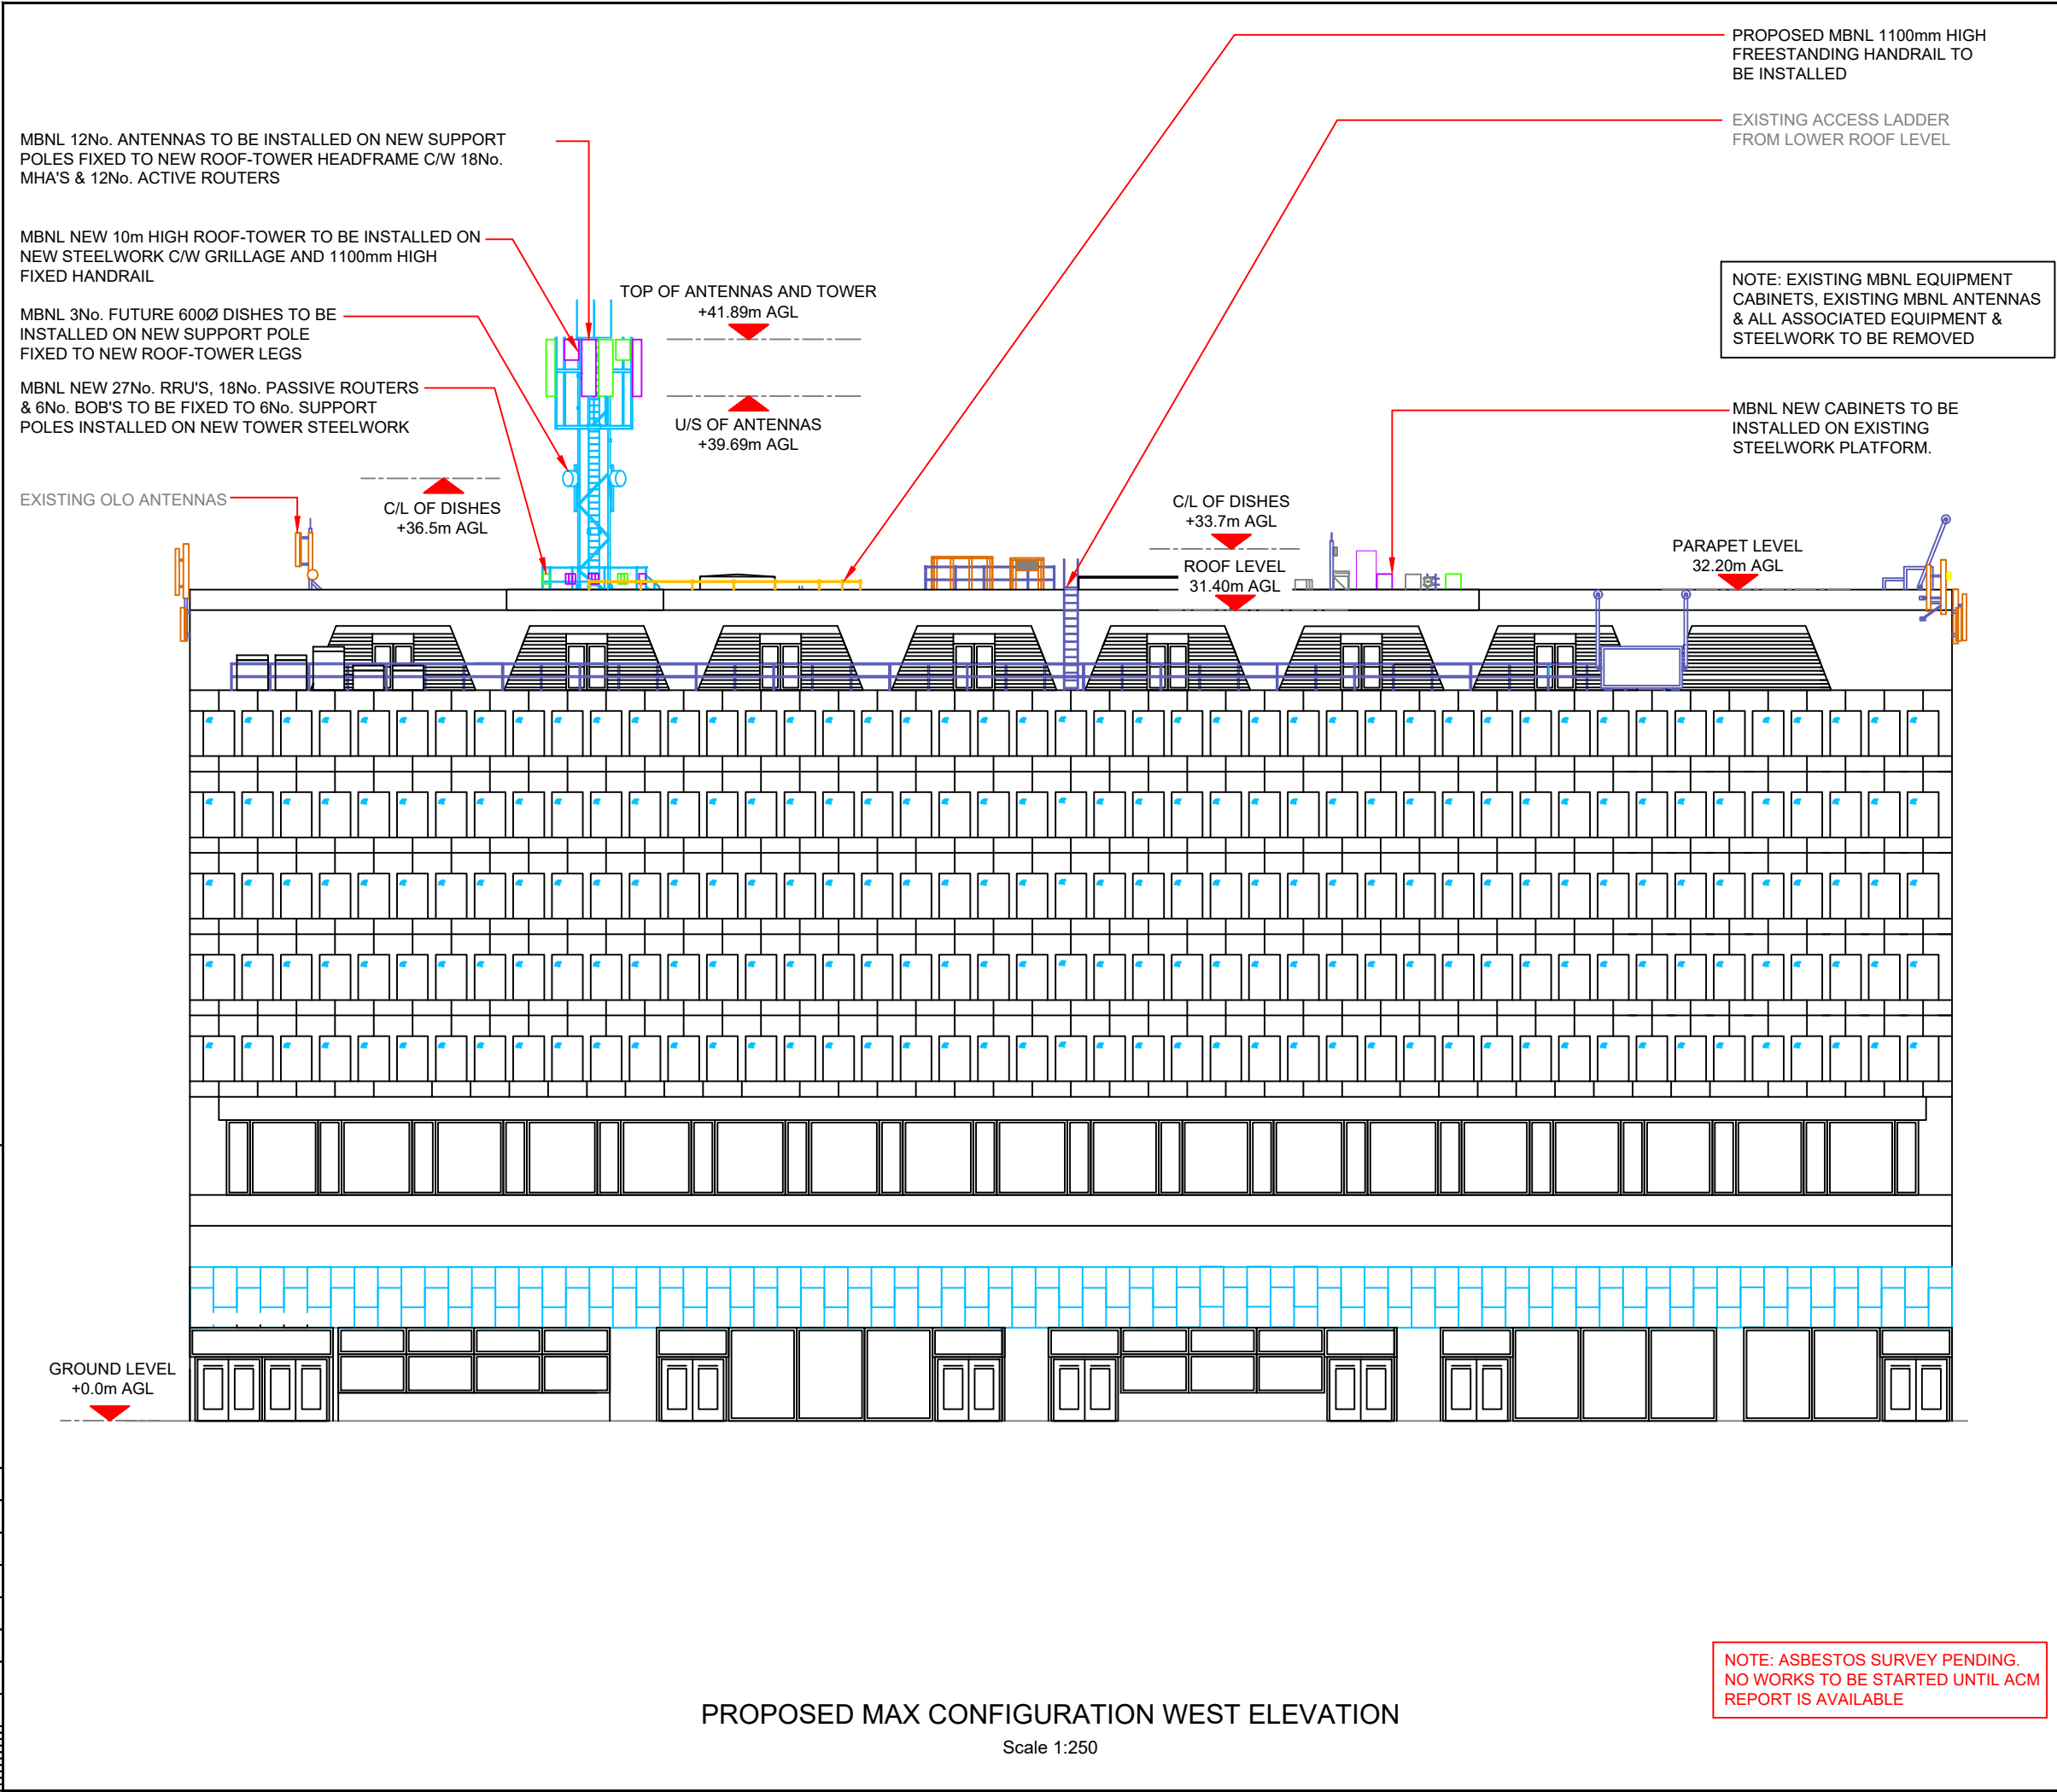 PROPOSED MBNL 1100mm HIGH
FREESTANDING HANDRAIL TO
BE INSTALLED
EXISTING ACCESS LADDER
FROM LOWER ROOF LEVEL
MBNL 12No. ANTENNAS TO BE INSTALLED ON NEW SUPPORT
POLES FIXED TO NEW ROOF-TOWER HEADFRAME C/W 18No.
MHA'S & 12No. ACTIVE ROUTERS
MBNL NEW 10m HIGH ROOF-TOWER TO BE INSTALLED ON
NEW STEELWORK C/W GRILLAGE AND 1100mm HIGH
FIXED HANDRAIL
MBNL 3No. FUTURE 600Ø DISHES TO BE
INSTALLED ON NEW SUPPORT POLE
FIXED TO NEW ROOF-TOWER LEGS
MBNL NEW 27No. RRU'S, 18No. PASSIVE ROUTERS
& 6No. BOB'S TO BE FIXED TO 6No. SUPPORT
POLES INSTALLED ON NEW TOWER STEELWORK
EXISTING OLO ANTENNAS
TOP OF ANTENNAS AND TOWER
+41.89m AGL
U/S OF ANTENNAS
+39.69m AGL
C/L OF DISHES
+36.5m AGL
NOTE: EXISTING MBNL EQUIPMENT
CABINETS, EXISTING MBNL ANTENNAS
& ALL ASSOCIATED EQUIPMENT &
STEELWORK TO BE REMOVED
MBNL NEW CABINETS TO BE
INSTALLED ON EXISTING
STEELWORK PLATFORM.
C/L OF DISHES
+33.7m AGL
ROOF LEVEL
31.40m AGL
PARAPET LEVEL
32.20m AGL
GROUND LEVEL
+0.0m AGL
NOTE: ASBESTOS SURVEY PENDING.
NO WORKS TO BE STARTED UNTIL ACM
REPORT IS AVAILABLE
PROPOSED MAX CONFIGURATION WEST ELEVATION
Scale 1:250